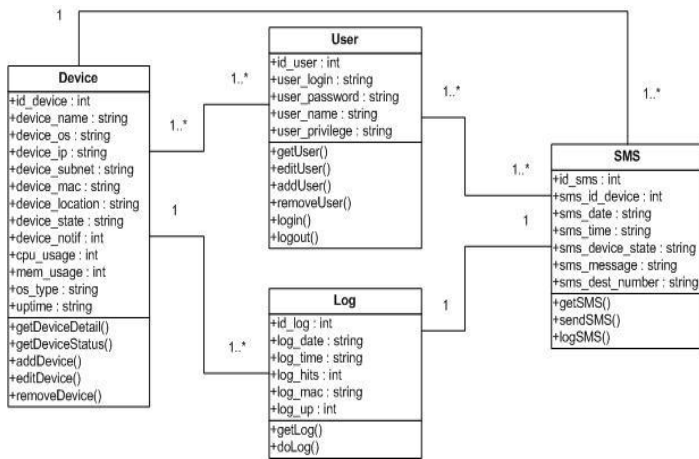 1
Device
+id_device : int
+device_name : string
+device_os : string
+device_ip : string
+device_subnet : string
+device_mac : string
+device_location : string
+device_state : string
+device_notif : int
+cpu_usage : int
+mem_usage : int
+os_type : string
+uptime : string
+getDeviceDetail()
+getDeviceStatus()
+addDevice()
+editDevice()
+removeDevice()
1..*
1..*
1
1..*
User
+id_user : int
+user_login : string
+user_password : string
+user_name : string
+user_privilege : string
+getUser()
+editUser()
+addUser()
+removeUser()
+login()
+logout()
Log
+id_log : int
+log_date : string
+log_time : string
+log_hits : int
+log_mac : string
+log_up : int
+getLog()
+doLog()
1..*
1..*
1..*
1
1
SMS
+id_sms : int
+sms_id_device : int
+sms_date : string
+sms_time : string
+sms_device_state : string
+sms_message : string
+sms_dest_number : string
+getSMS()
+sendSMS()
+logSMS()